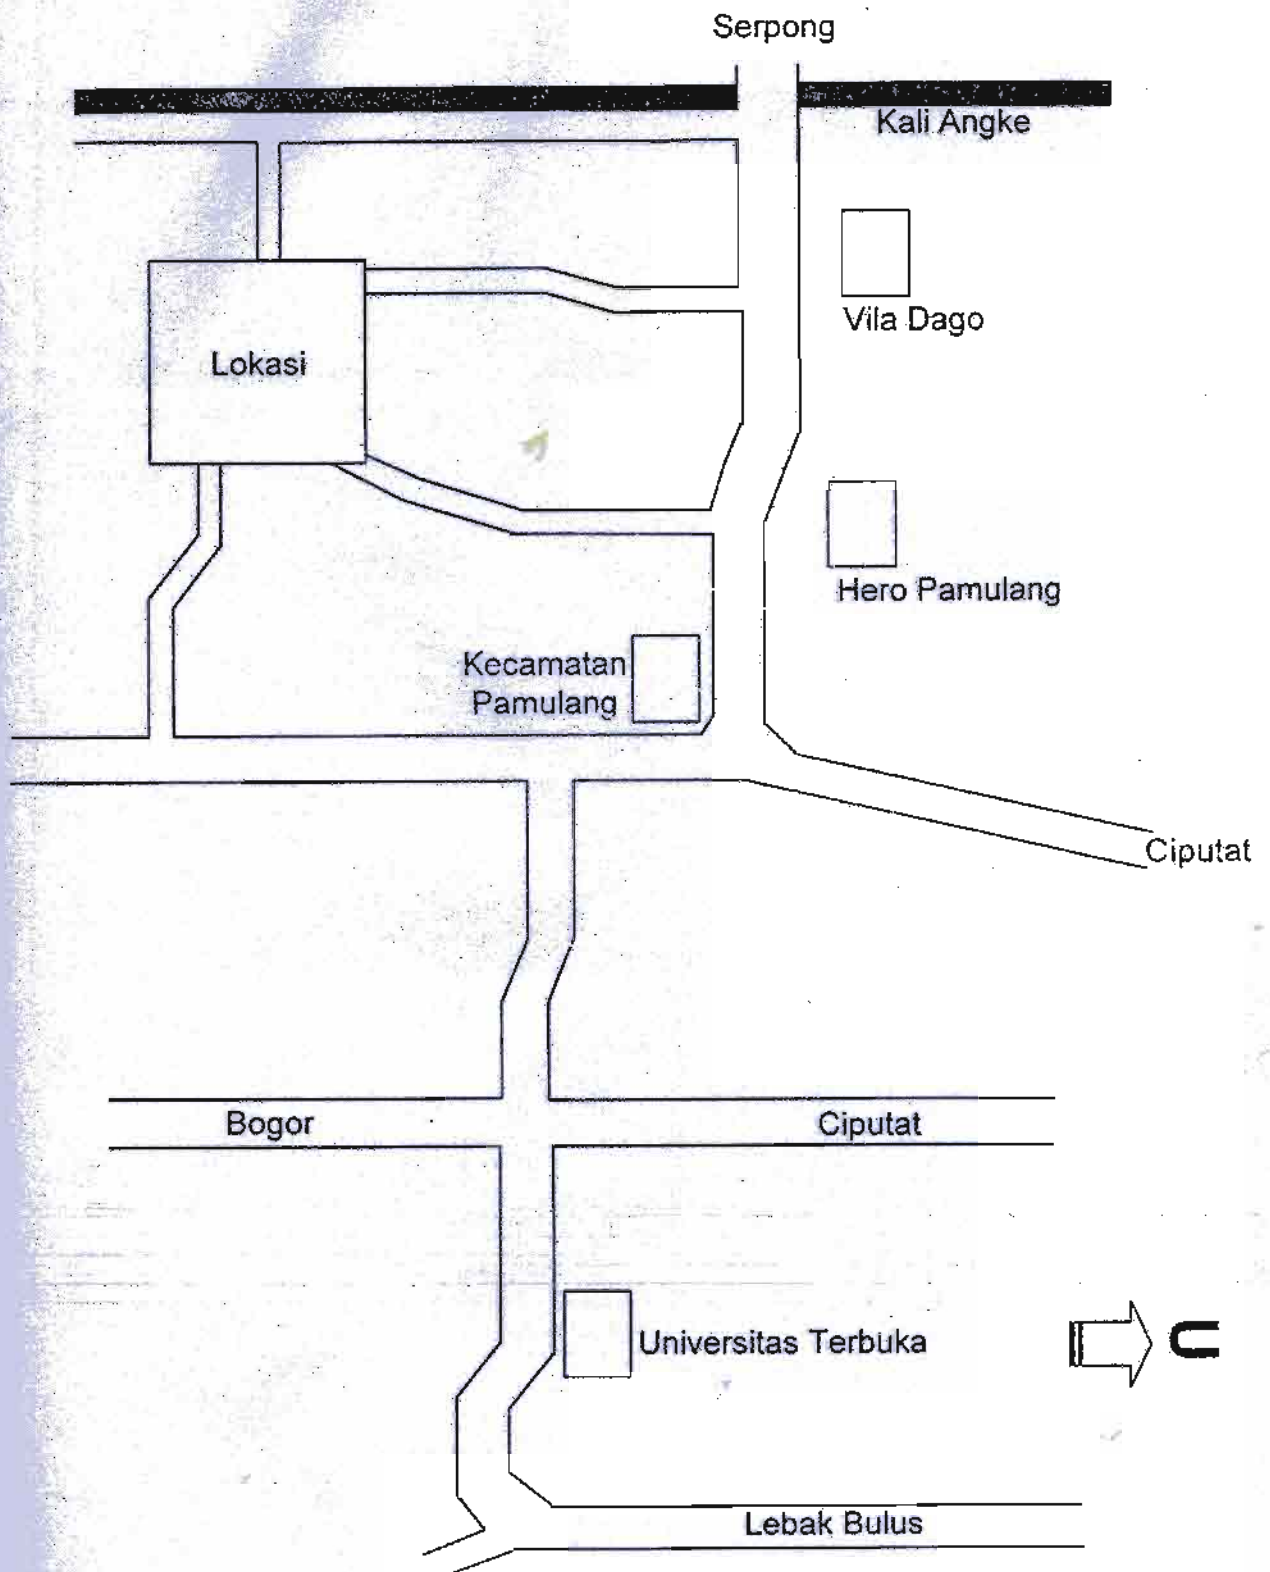 Serpong
Kali Angke
Vila Dago
Lokasi
Hero Pamulang
Kecamatan
Pamulang
Ciputat
Bogor
Ciputat
Universitas Terbuka
U
Lebak Bulus